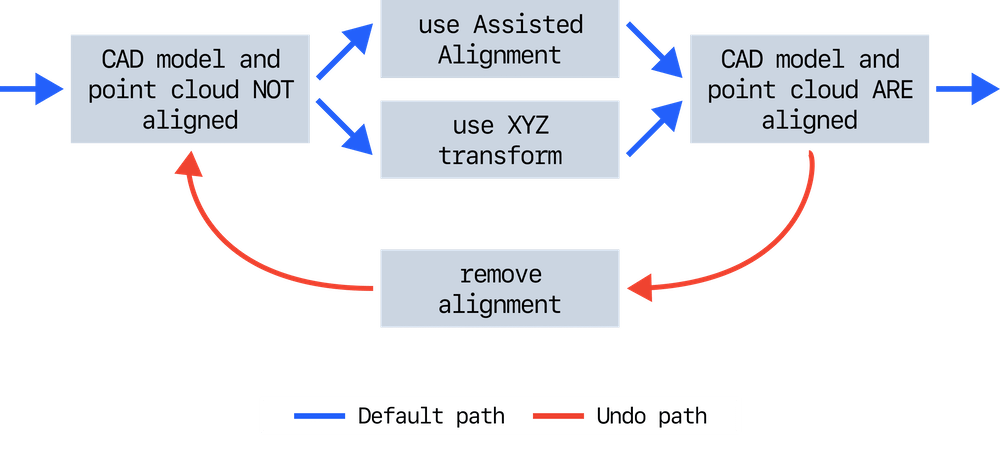 CAD model and
point cloud NOT
aligned
use Assisted
Alignment
use XYZ
transform
CAD model and
point cloud ARE
aligned
remove
alignment
Default path
Undo path